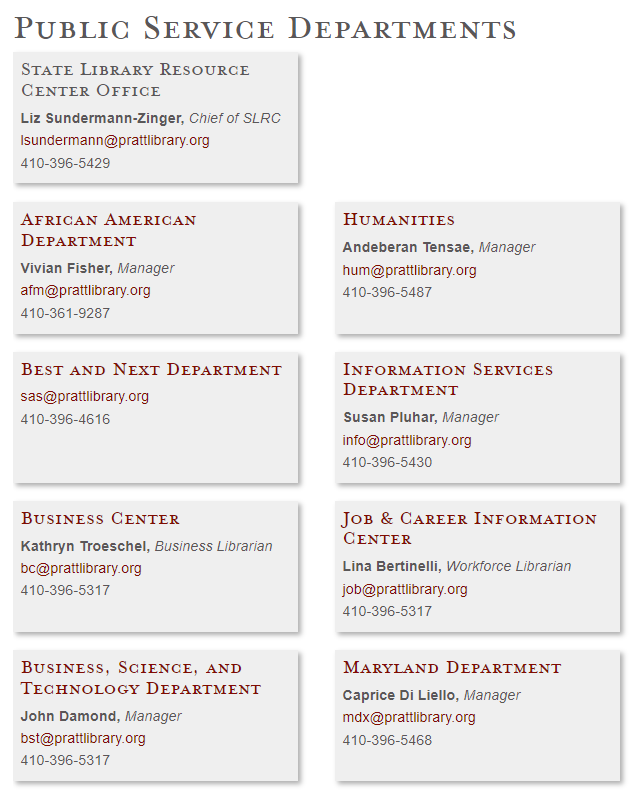 Public Service Departments
State Library Resource
Center Office
Liz Sundermann-Zinger, Chief of SLRC
lsundermann@prattlibrary.org
410-396-5429
African American
Department
Vivian Fisher, Manager
afm@prattlibrary.org
410-361-9287
Humanities
Andeberan Tensae, Manager
hum@prattlibrary.org
410-396-5487
Best and Next Department
sas@prattlibrary.org
410-396-4616
Information Services
Department
Susan Pluhar, Manager
info@prattlibrary.org
410-396-5430
Business Center
Kathryn Troeschel, Business Librarian
bc@prattlibrary.org
410-396-5317
Job & Career Information
Center
Lina Bertinelli, Workforce Librarian
job@prattlibrary.org
410-396-5317
Business, Science, and
Technology Department
John Damond, Manager
bst@prattlibrary.org
410-396-5317
Maryland Department
Caprice Di Liello, Manager
mdx@prattlibrary.org
410-396-5468